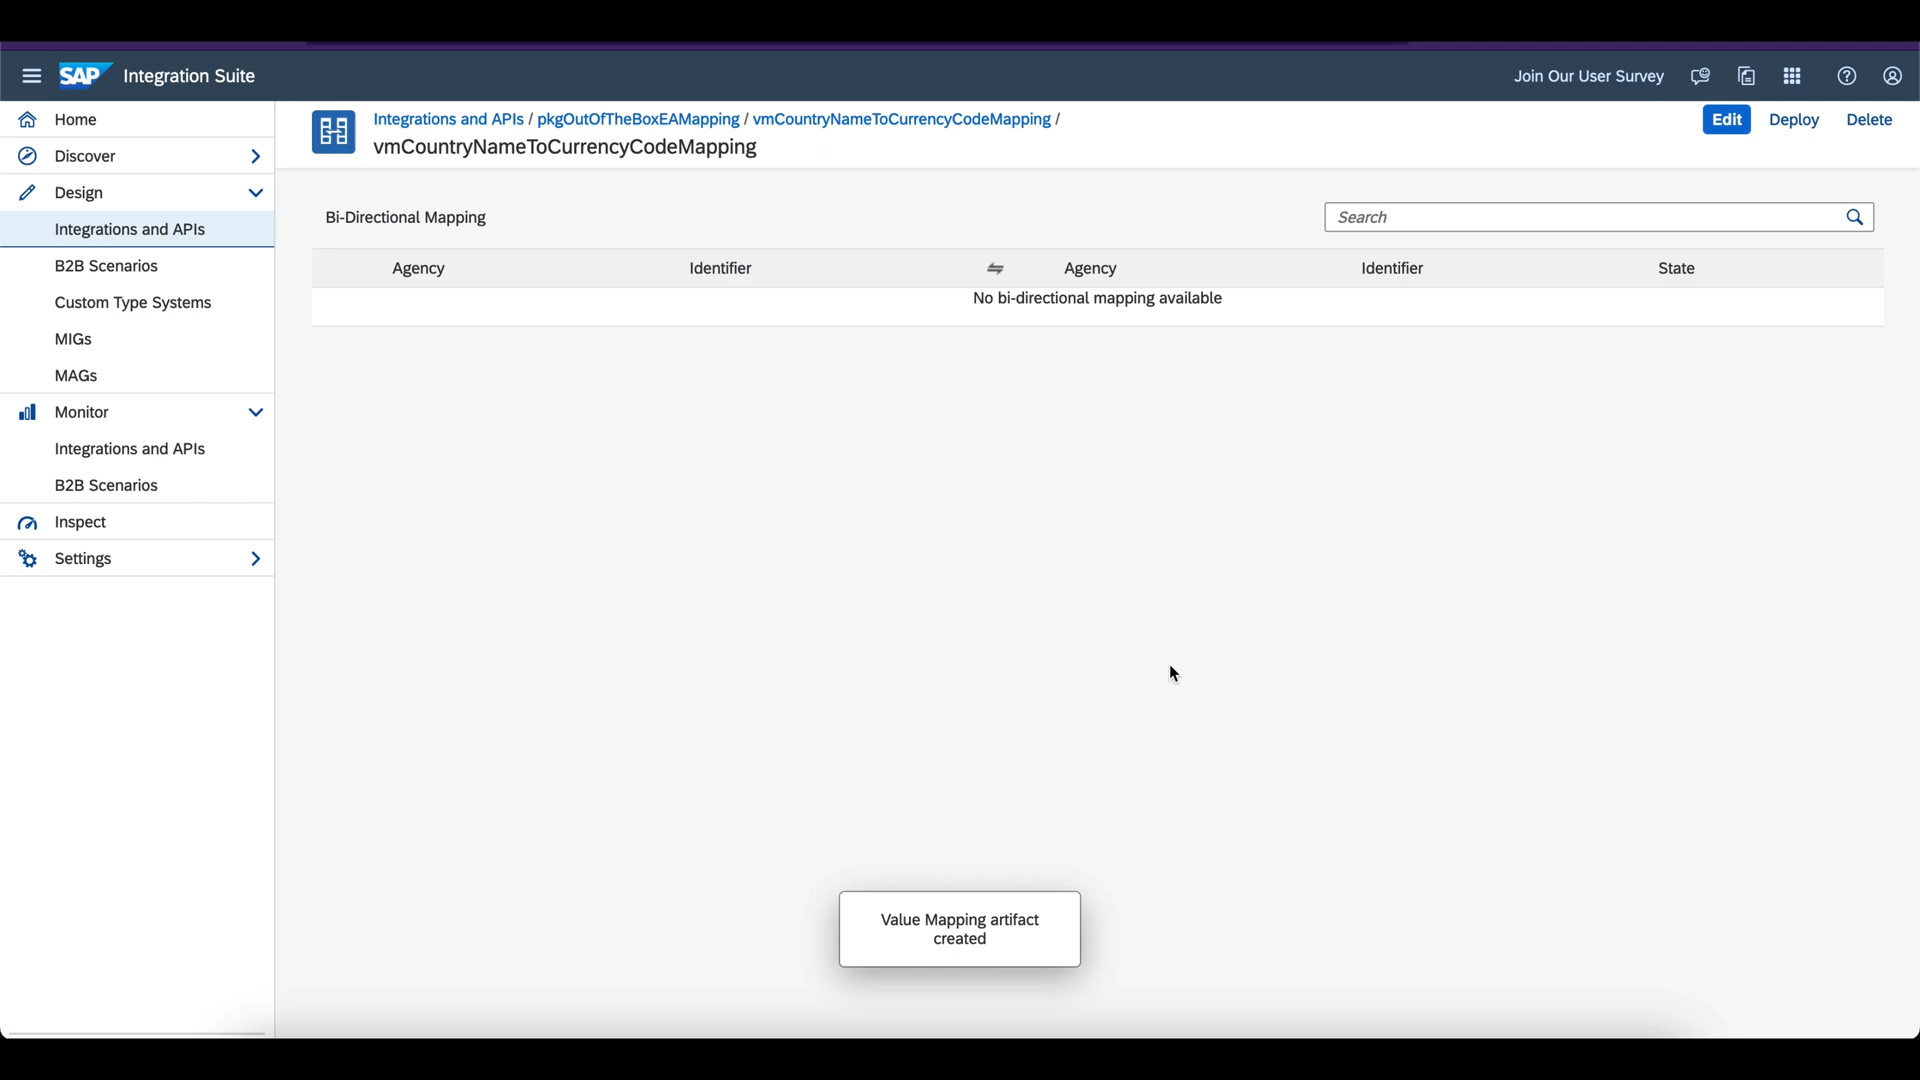 SAP Integration Suite
Join Our User Survey
Home
Discover
Design
Integrations and APIs
B2B Scenarios
Custom Type Systems
MIGs
MAGs
Monitor
Integrations and APIs
B2B Scenarios
Inspect
Settings
Integrations and APIs / pkgOutOfTheBoxEAMapping / vmCountryNameToCurrencyCodeMapping /
vmCountryNameToCurrencyCodeMapping
Edit Deploy Delete
Bi-Directional Mapping
Search
Agency Identifier ⇋ Agency Identifier State
No bi-directional mapping available
Value Mapping artifact
created